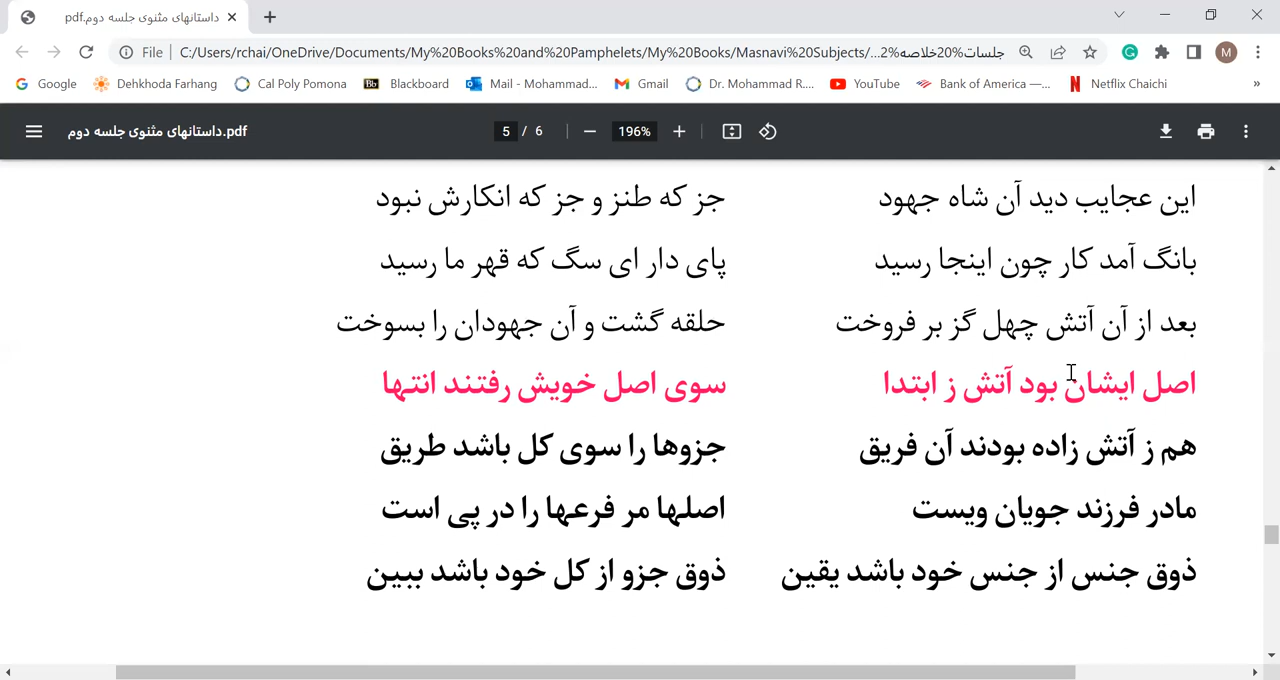 داستانهای مثنوی جلسه دوم.pdf
File C:/Users/rchai/OneDrive/Documents/My%20Books%20and%20Pamphelets/My%20Books/Masnavi%20Subjects/جلسات%20خلاصه%2...
M
Google Dehkhoda Farhang Cal Poly Pomona Bb Blackboard Mail - Mohammad... Gmail Dr. Mohammad R.... YouTube Bank of America —... N Netflix Chaichi »
داستانهای مثنوی جلسه دوم.pdf 5 / 6 196%
این عجایب دید آن شاه جهود جز که طنز و جز که انکارش نبود
بانگ آمد کار چون اینجا رسید پای دار ای سگ که قهر ما رسید
بعد از آن آتش چهل گز بر فروخت حلقه گشت و آن جهودان را بسوخت
اصل ایشان بود آتش ز ابتدا سوی اصل خویش رفتند انتها
هم ز آتش زاده بودند آن فریق جزوها را سوی کل باشد طریق
مادر فرزند جویان ویست اصلها مر فرعها را در پی است
ذوق جنس از جنس خود باشد یقین ذوق جزو از کل خود باشد ببین